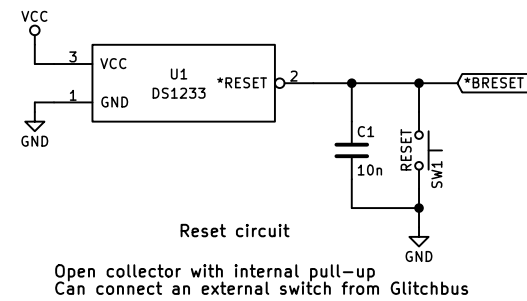 VCC
3 VCC
1 GND
GND
U1
DS1233
*RESET 2
C1
10n
RESET
SW1
*BRESET
GND
Reset circuit
Open collector with internal pull-up
Can connect an external switch from Glitchbus